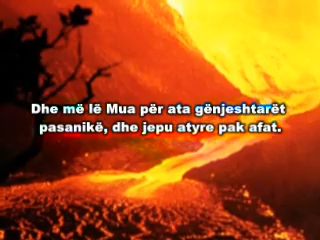 Dhe më lë Mua për ata gënjeshtarët
pasanikë, dhe jepu atyre pak afat.